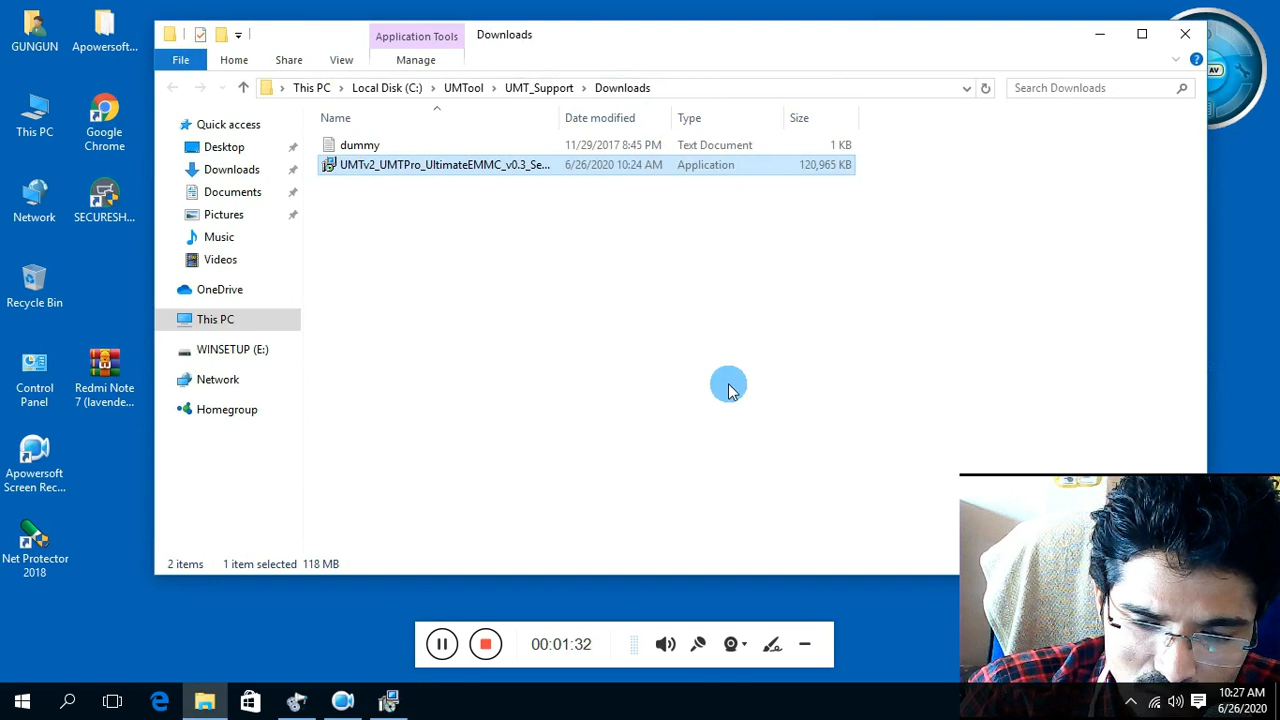 GUNGUN
Apowersoft...
This PC
Google
Chrome
Network
SECURESH...
Recycle Bin
Control
Panel
Redmi Note
7 (lavende...
Apowersoft
Screen Rec...
Net Protector
2018
Application Tools
Downloads
File
Home
Share
View
Manage
This PC
Local Disk (C:)
UMTool
UMT_Support
Downloads
Search Downloads
Quick access
Desktop
Downloads
Documents
Pictures
Music
Videos
OneDrive
This PC
WINSETUP (E:)
Network
Homegroup
Name
Date modified
Type
Size
dummy
11/29/2017 8:45 PM
Text Document
1 KB
UMTv2_UMTPro_UltimateEMMC_v0.3_Se...
6/26/2020 10:24 AM
Application
120,965 KB
2 items
1 item selected 118 MB
AV
00:01:32
10:27 AM
6/26/2020